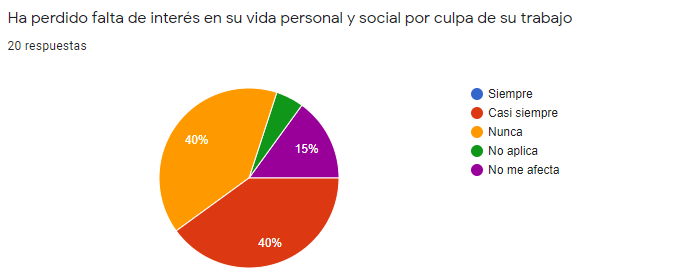 Ha perdido falta de interés en su vida personal y social por culpa de su trabajo
20 respuestas
Siempre
Casi siempre
Nunca
No aplica
No me afecta
40%
15%
40%